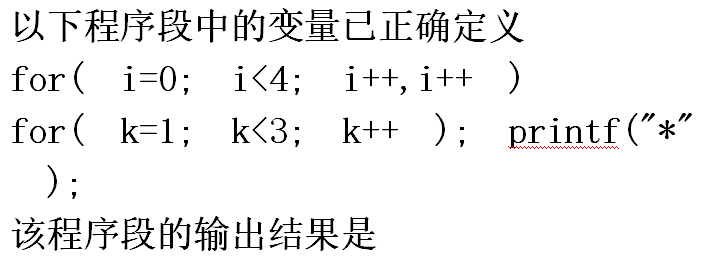 以下程序段中的变量已正确定义
for( i=0; i<4; i++,i++ )
for( k=1; k<3; k++ ); printf("*"
);
该程序段的输出结果是